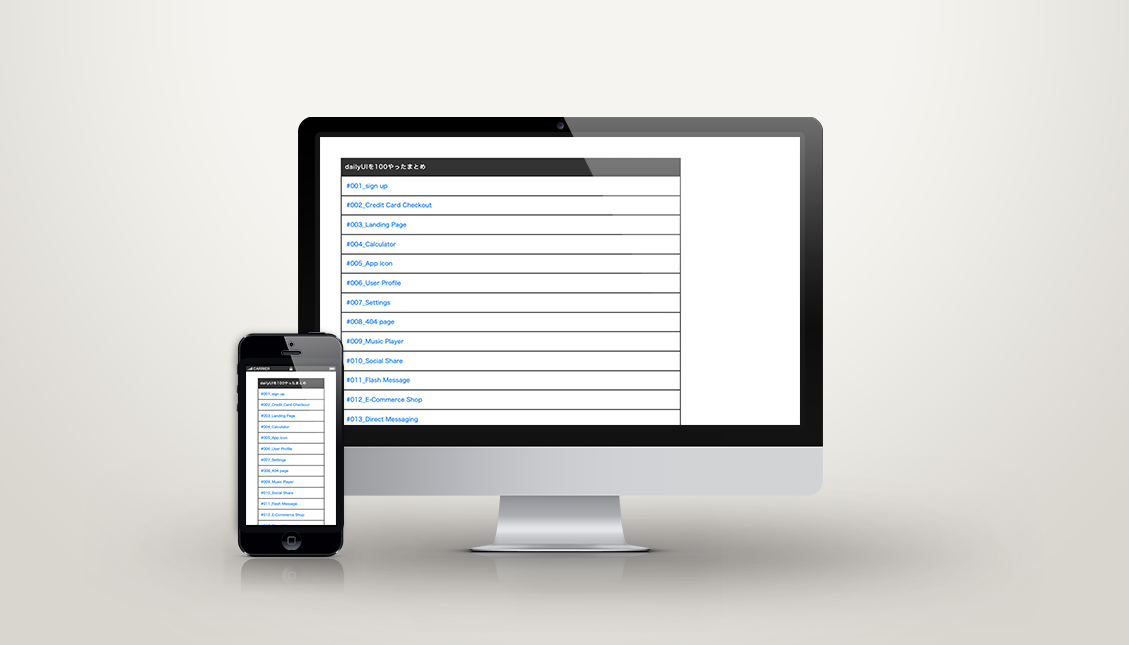 dailyUIを100やったまとめ
#001_sign up
#002_Credit Card Checkout
#003_Landing Page
#004_Calculator
#005_App Icon
#006_User Profile
#007_Settings
#008_404 page
#009_Music Player
#010_Social Share
#011_Flash Message
#012_E-Commerce Shop
#013_Direct Messaging
CARRIER
dailyUIを100やったまとめ
#001_sign up
#002_Credit Card Checkout
#003_Landing Page
#004_Calculator
#005_App Icon
#006_User Profile
#007_Settings
#008_404 page
#009_Music Player
#010_Social Share
#011_Flash Message
#012_E-Commerce Shop